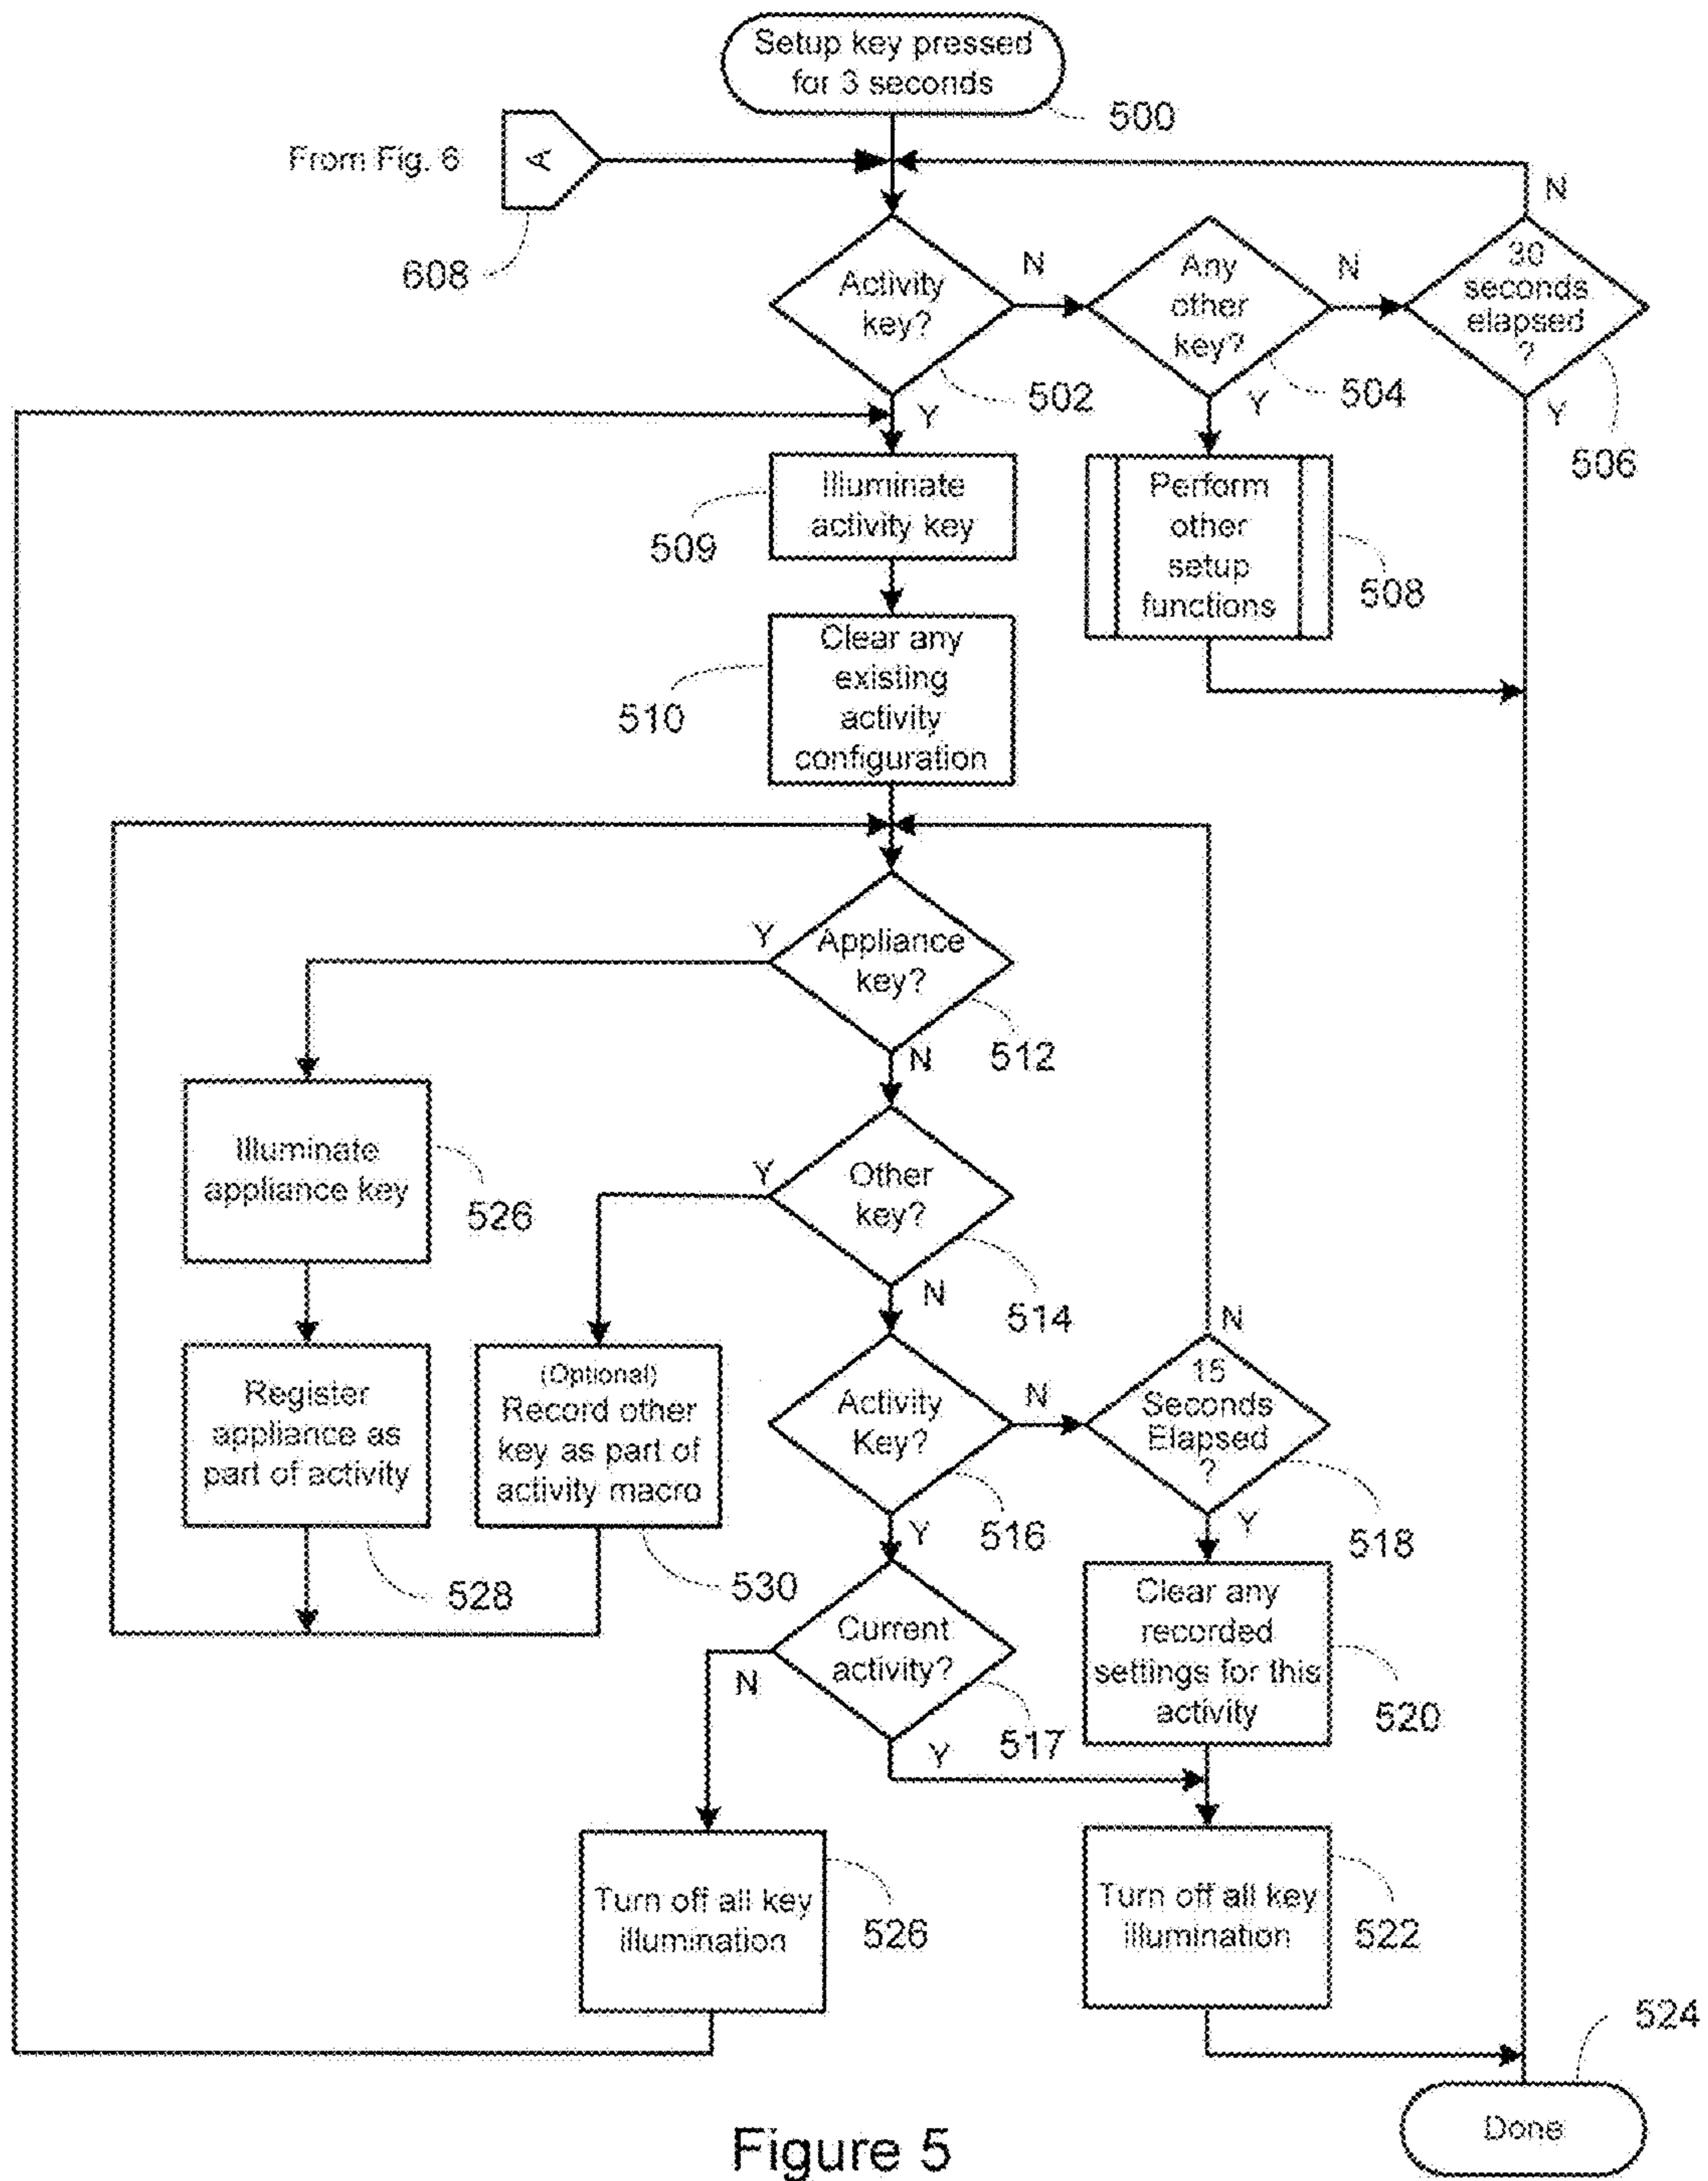 Setup key pressed
for 3 seconds
500
From Fig. 6
A
608
N
Activity
key?
N
502
Any
other
key?
N
504
30
seconds
elapsed
?
506
Y
Y
Y
Illuminate
activity key
509
Perform
other
setup
functions
508
Clear any
existing
activity
configuration
510
Y
Appliance
key?
512
N
Illuminate
appliance key
526
Y
Other
key?
514
N
Register
appliance as
part of activity
528
(Optional)
Record other
key as part of
activity macro
530
Activity
Key?
N
516
Y
N
15
Seconds
Elapsed
?
518
Y
Current
activity?
N
517
Y
Clear any
recorded
settings for this
activity
520
Turn off all key
illumination
526
Turn off all key
illumination
522
524
Done
Figure 5